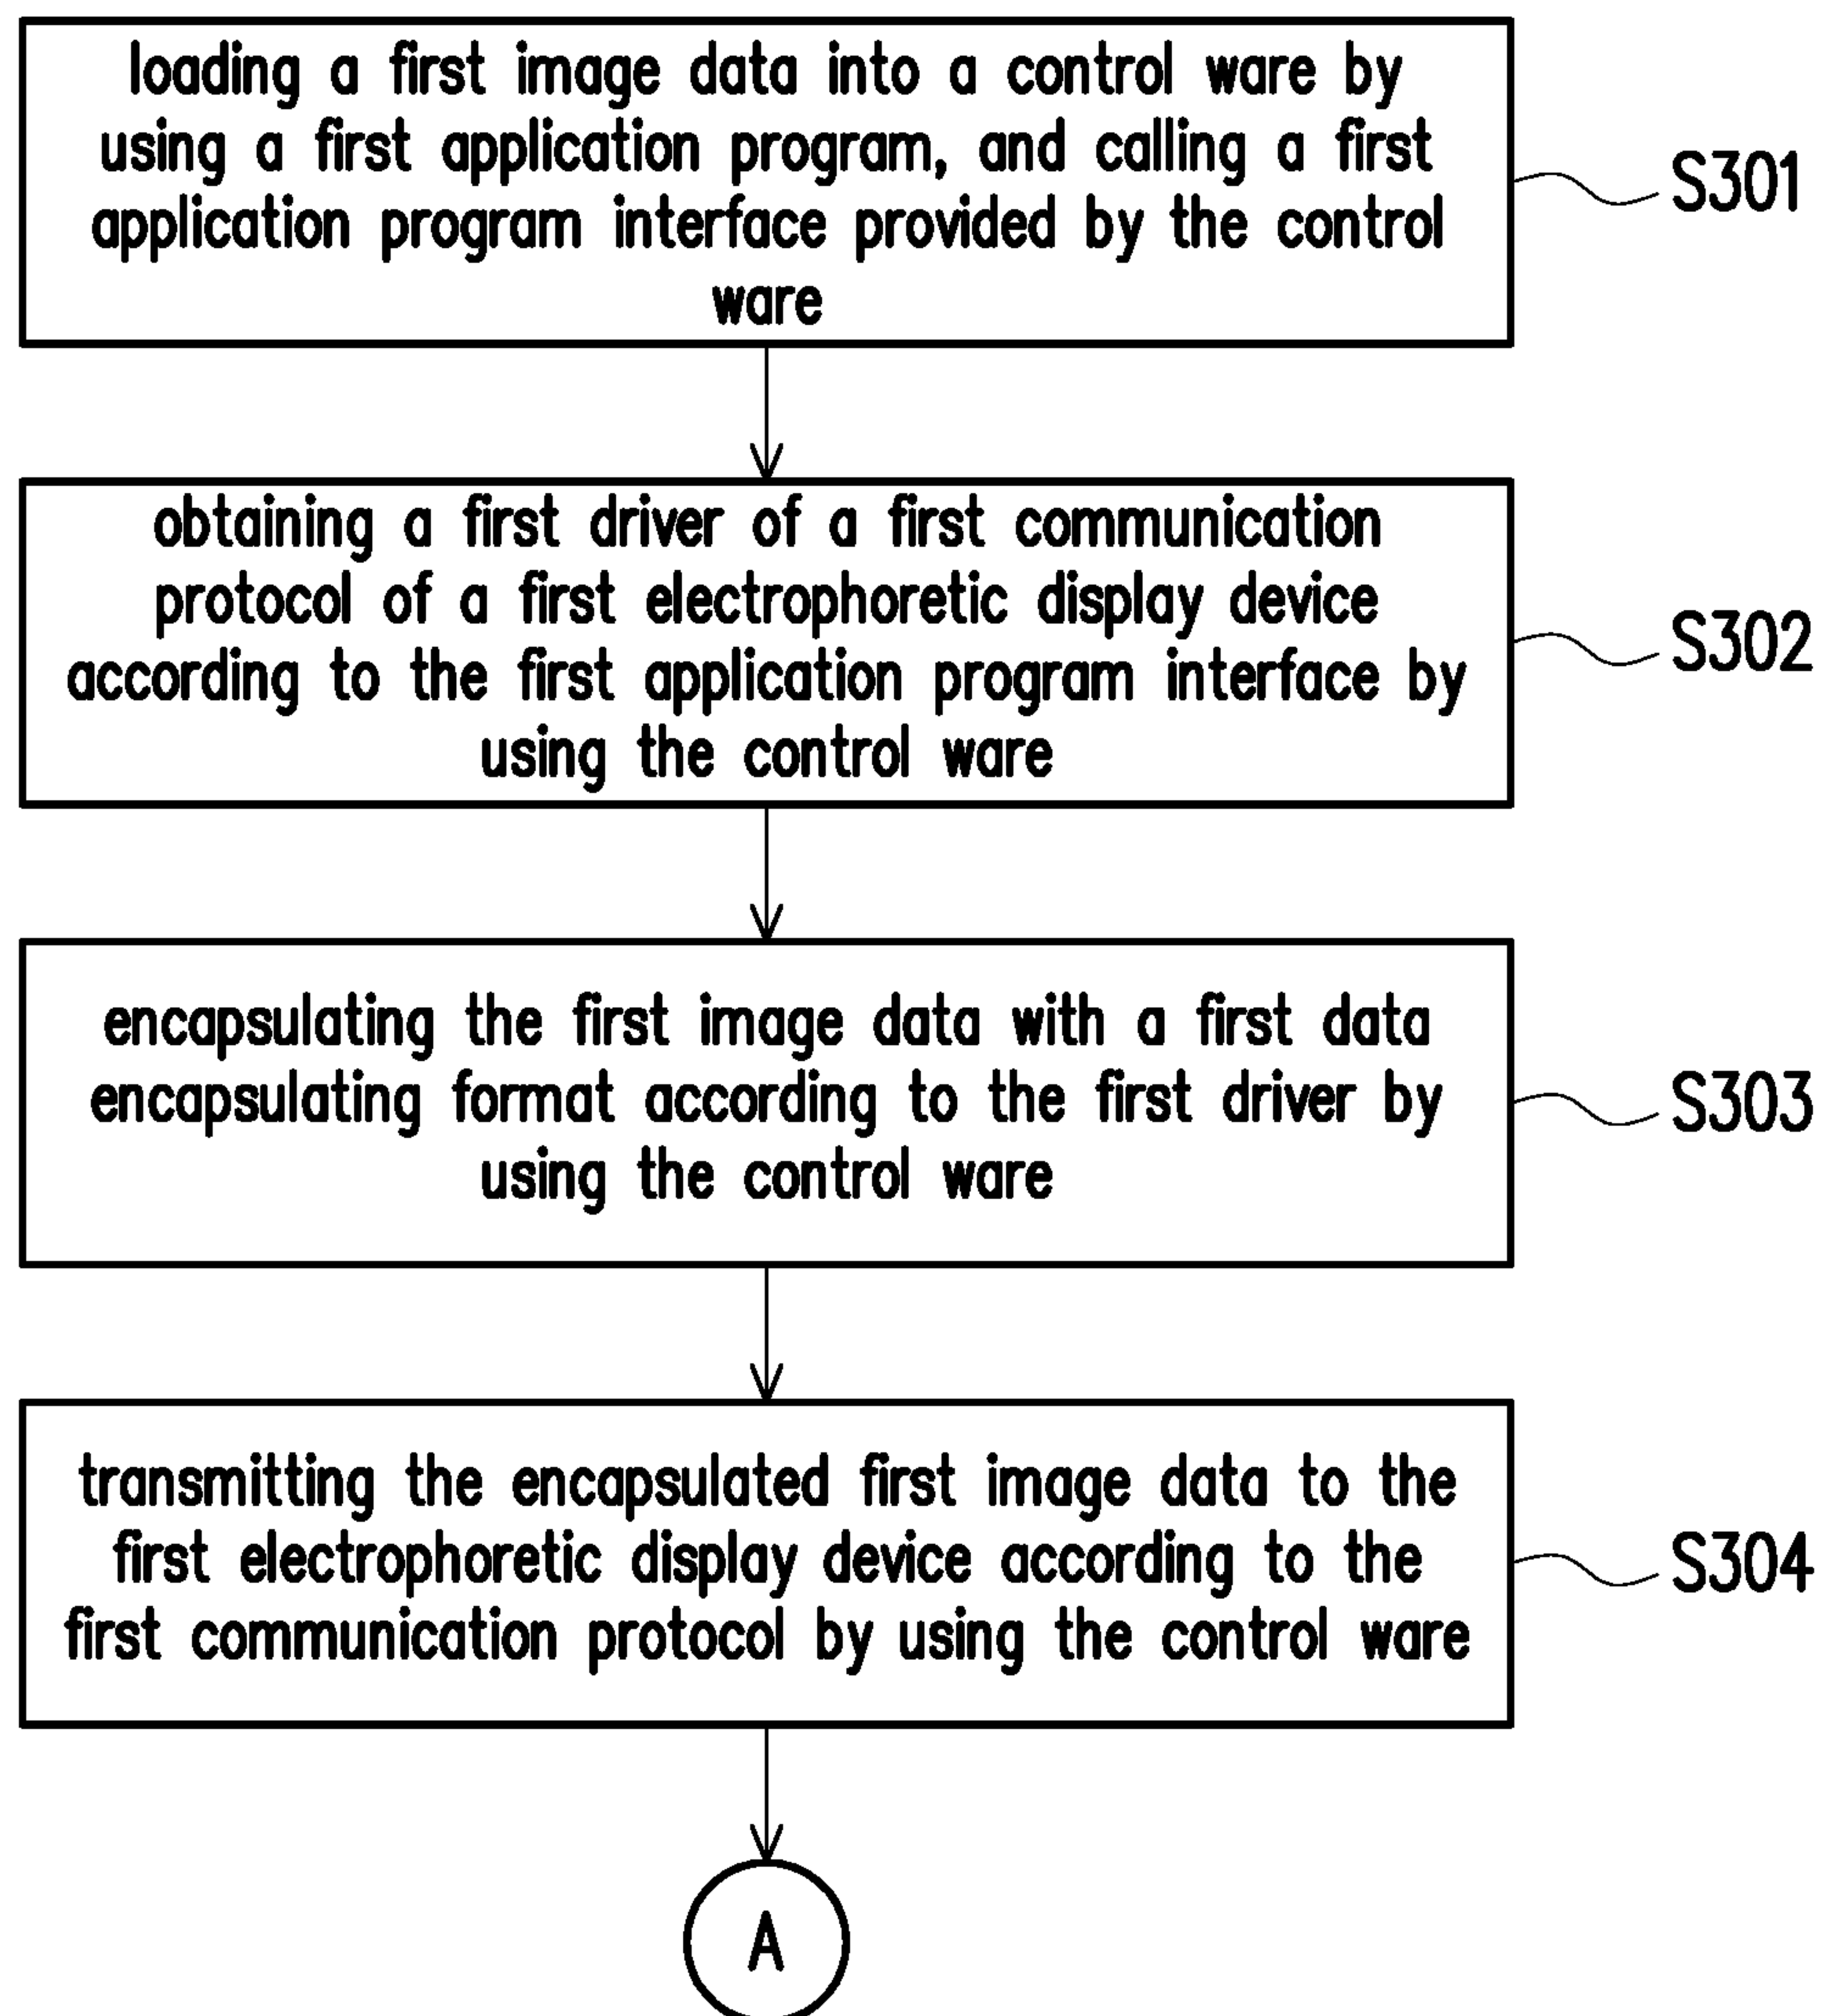 loading a first image data into a control ware by
using a first application program, and calling a first
application program interface provided by the control
ware
S301
obtaining a first driver of a first communication
protocol of a first electrophoretic display device
according to the first application program interface by
using the control ware
S302
encapsulating the first image data with a first data
encapsulating format according to the first driver by
using the control ware
S303
transmitting the encapsulated first image data to the
first electrophoretic display device according to the
first communication protocol by using the control ware
S304
A